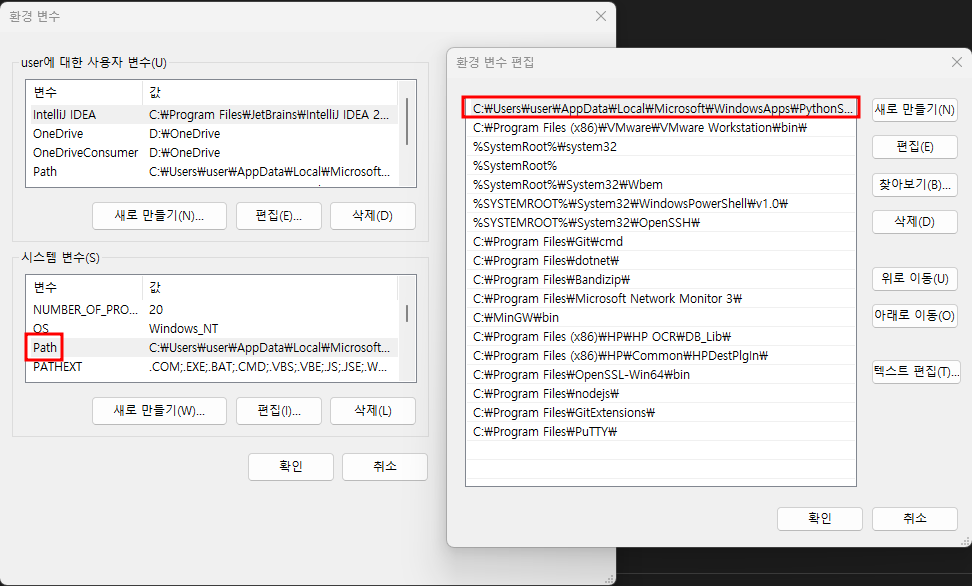 환경 변수
user에 대한 사용자 변수(U)
변수 값
IntelliJ IDEA C:₩Program Files₩JetBrains₩IntelliJ IDEA 2...
OneDrive D:₩OneDrive
OneDriveConsumer D:₩OneDrive
Path C:₩Users₩user₩AppData₩Local₩Microsoft...
새로 만들기(N)... 편집(E)... 삭제(D)
시스템 변수(S)
변수 값
NUMBER_OF_PRO... 20
OS Windows_NT
Path C:₩Users₩user₩AppData₩Local₩Microsoft...
PATHEXT .COM;.EXE;.BAT;.CMD;.VBS;.VBE;.JS;.JSE;.W...
새로 만들기(W)... 편집(I)... 삭제(L)
확인 취소
환경 변수 편집
C:₩Users₩user₩AppData₩Local₩Microsoft₩WindowsApps₩PythonS...
C:₩Program Files (x86)₩VMware₩VMware Workstation₩bin₩
%SystemRoot%₩system32
%SystemRoot%
%SystemRoot%₩System32₩Wbem
%SYSTEMROOT%₩System32₩WindowsPowerShell₩v1.0₩
%SYSTEMROOT%₩System32₩OpenSSH₩
C:₩Program Files₩Git₩cmd
C:₩Program Files₩dotnet₩
C:₩Program Files₩Bandizip₩
C:₩Program Files₩Microsoft Network Monitor 3₩
C:₩MinGW₩bin
C:₩Program Files (x86)₩HP₩HP OCR₩DB_Lib₩
C:₩Program Files (x86)₩HP₩Common₩HPDestPlgIn₩
C:₩Program Files₩OpenSSL-Win64₩bin
C:₩Program Files₩nodejs₩
C:₩Program Files₩GitExtensions₩
C:₩Program Files₩PuTTY₩
새로 만들기(N)
편집(E)
찾아보기(B)...
삭제(D)
위로 이동(U)
아래로 이동(O)
텍스트 편집(T)...
확인 취소